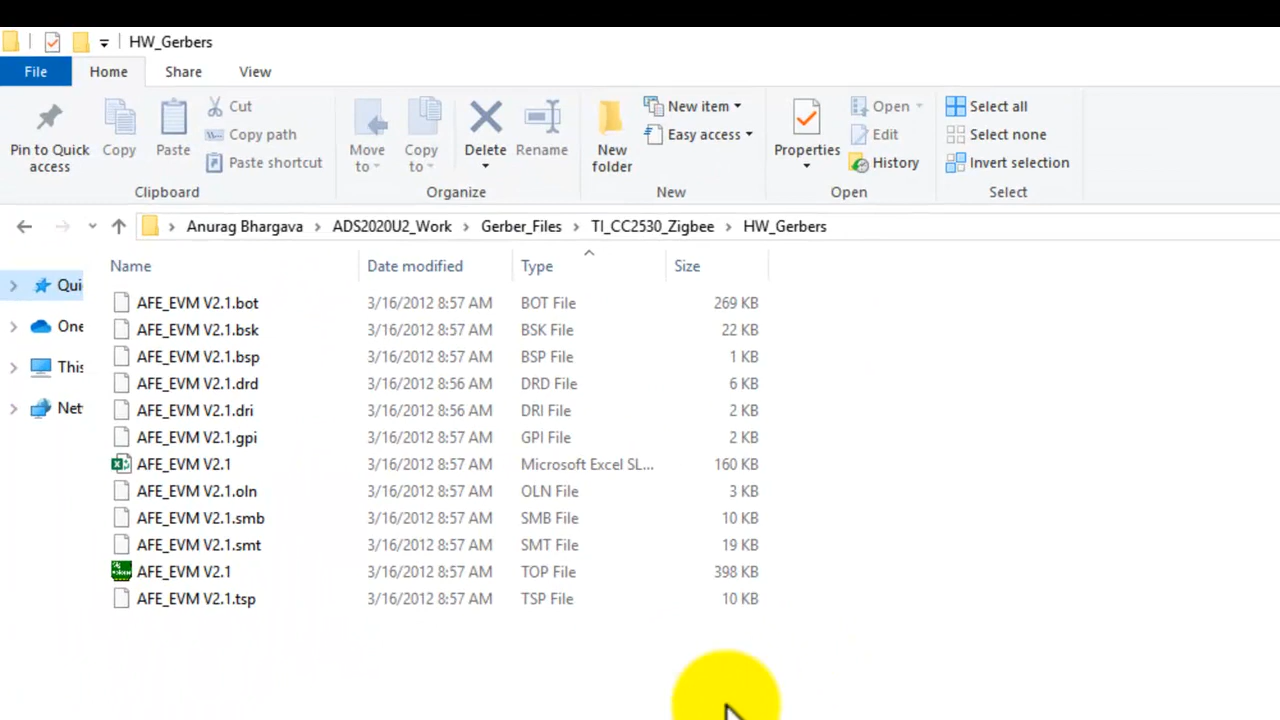 HW_Gerbers
File Home Share View
Pin to Quick access
Copy
Paste
Cut
Copy path
Paste shortcut
Clipboard
Move to
Copy to
Delete
Rename
Organize
New folder
New item
Easy access
New
Properties
Open
Edit
History
Open
Select all
Select none
Invert selection
Select
Anurag Bhargava > ADS2020U2_Work > Gerber_Files > TI_CC2530_Zigbee > HW_Gerbers
Qui
One
This
Net
Name Date modified Type Size
AFE_EVM V2.1.bot 3/16/2012 8:57 AM BOT File 269 KB
AFE_EVM V2.1.bsk 3/16/2012 8:57 AM BSK File 22 KB
AFE_EVM V2.1.bsp 3/16/2012 8:57 AM BSP File 1 KB
AFE_EVM V2.1.drd 3/16/2012 8:56 AM DRD File 6 KB
AFE_EVM V2.1.dri 3/16/2012 8:56 AM DRI File 2 KB
AFE_EVM V2.1.gpi 3/16/2012 8:57 AM GPI File 2 KB
AFE_EVM V2.1 3/16/2012 8:57 AM Microsoft Excel SL... 160 KB
AFE_EVM V2.1.oln 3/16/2012 8:57 AM OLN File 3 KB
AFE_EVM V2.1.smb 3/16/2012 8:57 AM SMB File 10 KB
AFE_EVM V2.1.smt 3/16/2012 8:57 AM SMT File 19 KB
AFE_EVM V2.1 3/16/2012 8:57 AM TOP File 398 KB
AFE_EVM V2.1.tsp 3/16/2012 8:57 AM TSP File 10 KB